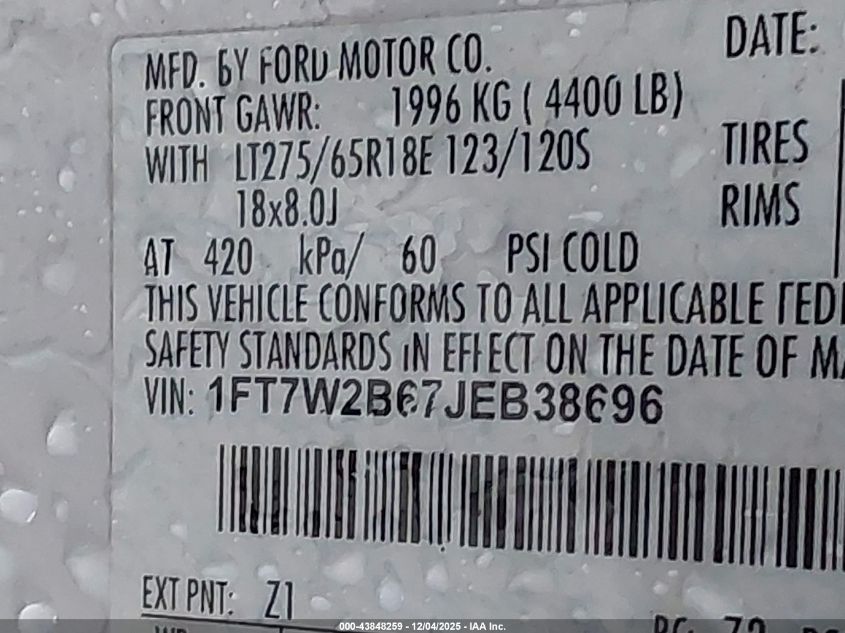 MFD. BY FORD MOTOR CO.
DATE:
FRONT GAWR: 1996 KG ( 4400 LB)
WITH LT275/65R18E 123/120S
TIRES
18x8.0J
RIMS
AT 420 kPa/ 60 PSI COLD
THIS VEHICLE CONFORMS TO ALL APPLICABLE FED
SAFETY STANDARDS IN EFFECT ON THE DATE OF MA
VIN: 1FT7W2B67JEB38696
EXT PNT: Z1
000-43848259 - 12/04/2025 - IAA Inc.